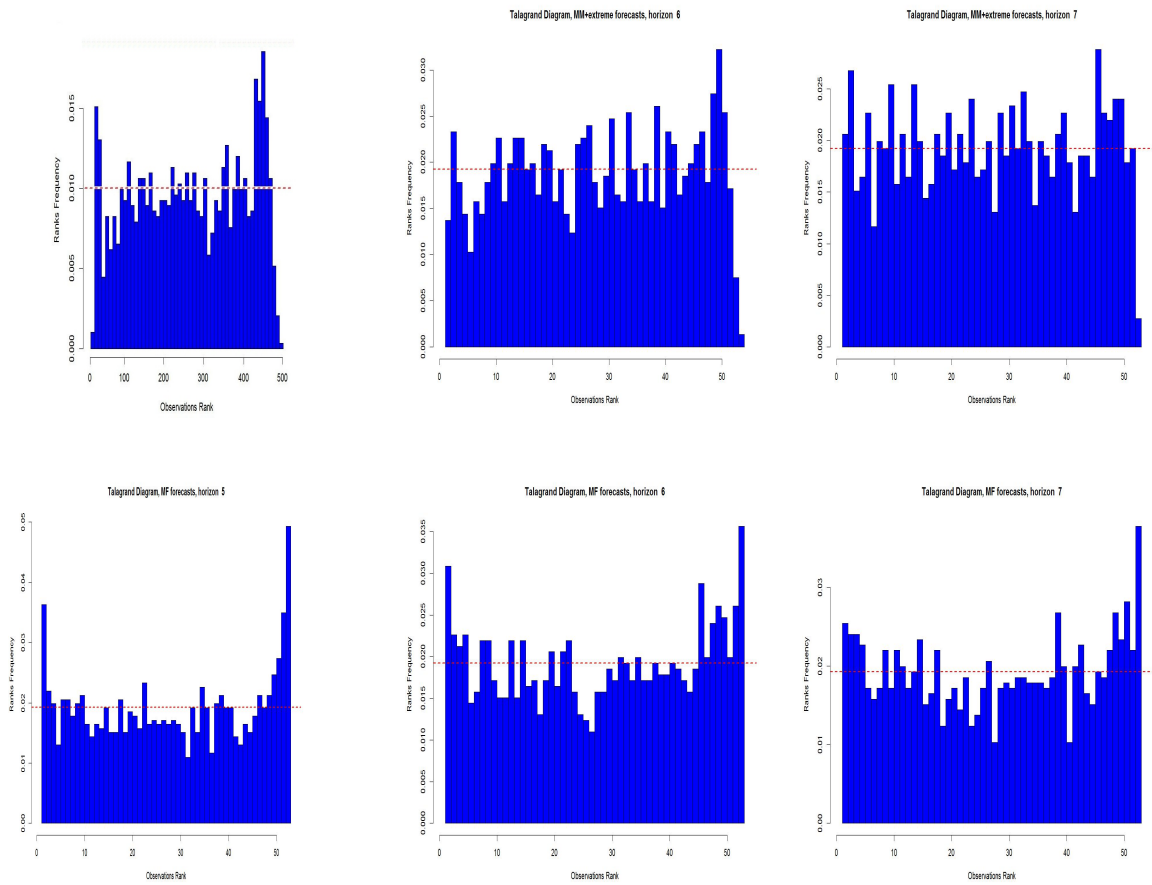 Talagrand Diagram, MM+extreme forecasts, horizon 6
Talagrand Diagram, MM+extreme forecasts, horizon 7
Ranks Frequency
0.000 0.005 0.010 0.015
0 100 200 300 400 500
Observations Rank
Ranks Frequency
0.000 0.005 0.010 0.015 0.020 0.025 0.030
0 10 20 30 40 50
Observations Rank
Ranks Frequency
0.000 0.005 0.010 0.015 0.020 0.025
0 10 20 30 40 50
Observations Rank
Talagrand Diagram, MF forecasts, horizon 5
Ranks Frequency
0.00 0.01 0.02 0.03 0.04 0.05
0 10 20 30 40 50
Observations Rank
Talagrand Diagram, MF forecasts, horizon 6
Ranks Frequency
0.000 0.005 0.010 0.015 0.020 0.025 0.030 0.035
0 10 20 30 40 50
Observations Rank
Talagrand Diagram, MF forecasts, horizon 7
Ranks Frequency
0.00 0.01 0.02 0.03
0 10 20 30 40 50
Observations Rank